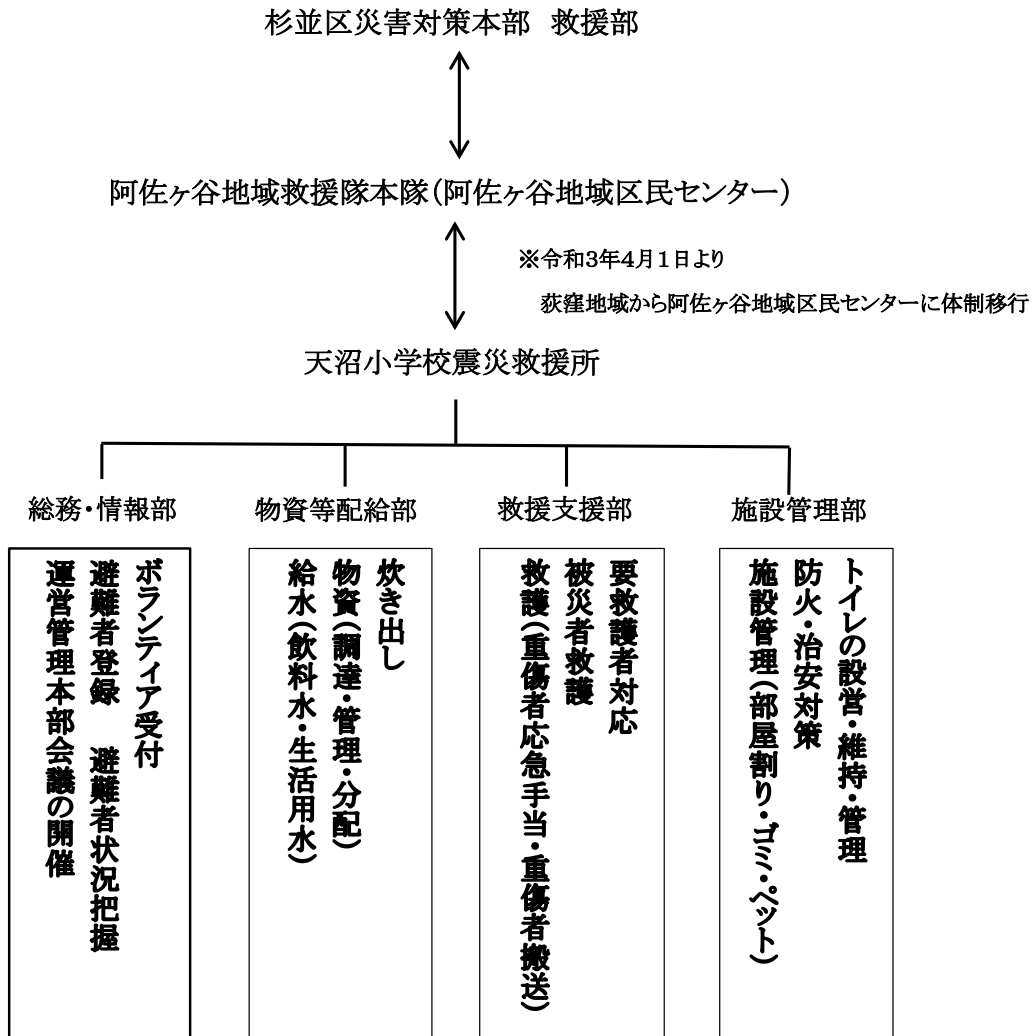 杉並区災害対策本部 救援部
阿佐ヶ谷地域救援隊本隊(阿佐ヶ谷地域区民センター)
※令和3年4月1日より
荻窪地域から阿佐ヶ谷地域区民センターに体制移行
天沼小学校震災救援所
総務・情報部
ボランティア受付
避難者登録 避難者状況把握
運営管理本部会議の開催
物資等配給部
炊き出し
物資(調達・管理・分配)
給水(飲料水・生活用水)
救援支援部
要救護者対応
被災者救護
救護(重傷者応急手当・重傷者搬送)
施設管理部
トイレの設営・維持・管理
防火・治安対策
施設管理(部屋割り・ゴミ・ペット)